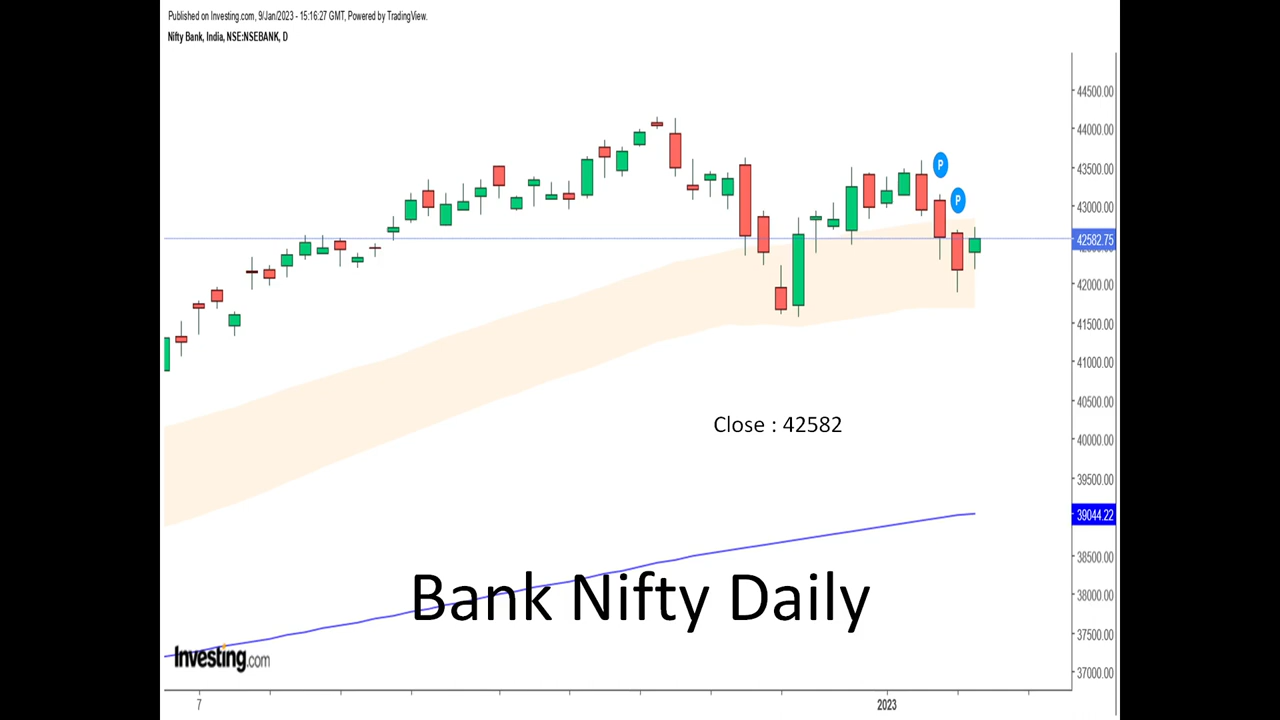 Published on Investing.com, 9/Jan/2023 - 15:16:27 GMT, Powered by TradingView.
Nifty Bank, India, NSE:NSEBANK, D
44500.00
44000.00
P
43500.00
P
43000.00
42582.75
42000.00
41500.00
41000.00
40500.00
Close : 42582
40000.00
39500.00
39044.22
38500.00
Bank Nifty Daily
38000.00
37500.00
Investing.com
37000.00
7
2023